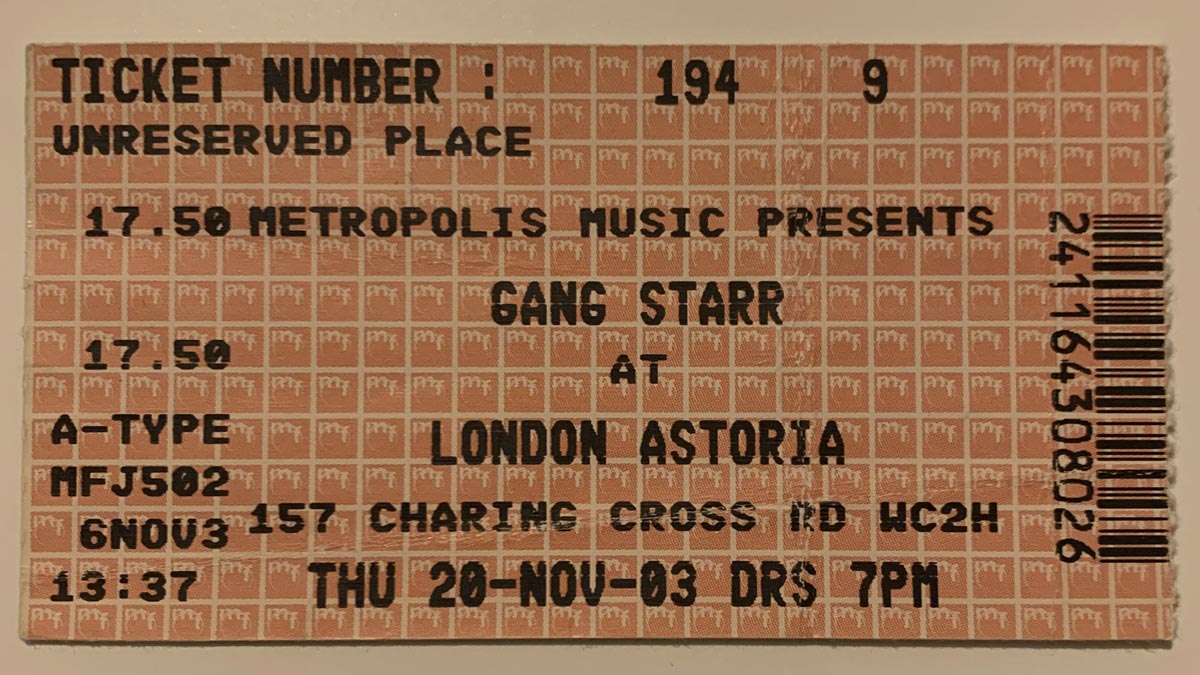 TICKET NUMBER : 194 9
UNRESERVED PLACE
17.50 METROPOLIS MUSIC PRESENTS
GANG STARR
17.50
AT
A-TYPE
LONDON ASTORIA
MFJ502
157 CHARING CROSS RD WC2H
6NOV3
13:37
THU 20-NOV-03 DRS 7PM
241164308026